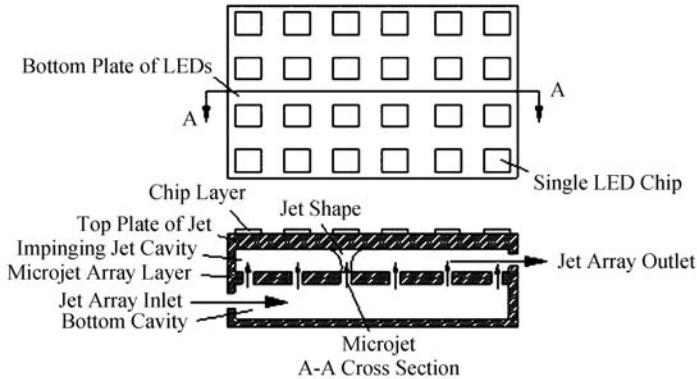 Bottom Plate of LEDs
A
A
Single LED Chip
Chip Layer
Jet Shape
Top Plate of Jet
Impinging Jet Cavity
Microjet Array Layer
Jet Array Outlet
Jet Array Inlet
Bottom Cavity
Microjet
A-A Cross Section